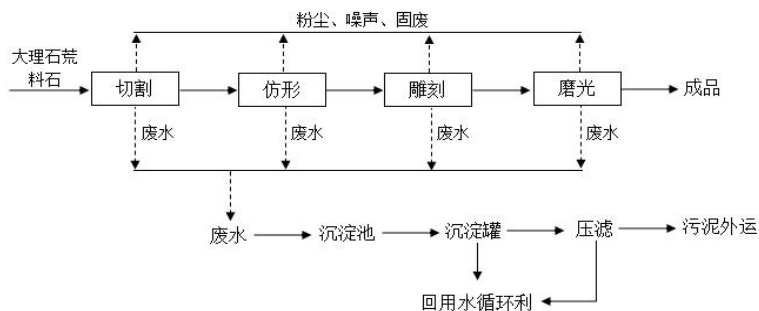 粉尘、噪声、固废
大理石荒
料石
切割
仿形
雕刻
磨光
成品
废水
废水
废水
废水
废水
沉淀池
沉淀罐
压滤
污泥外运
回用水循环利